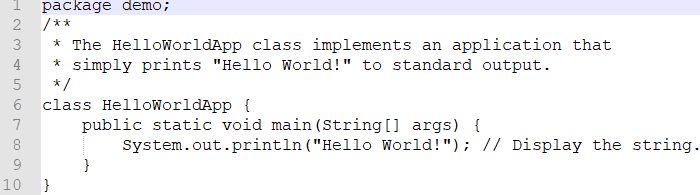 1 package demo;
2 /**
3  * The HelloWorldApp class implements an application that
4  * simply prints "Hello World!" to standard output.
5  */
6 class HelloWorldApp {
7     public static void main(String[] args) {
8         System.out.println("Hello World!"); // Display the string.
9     }
10 }